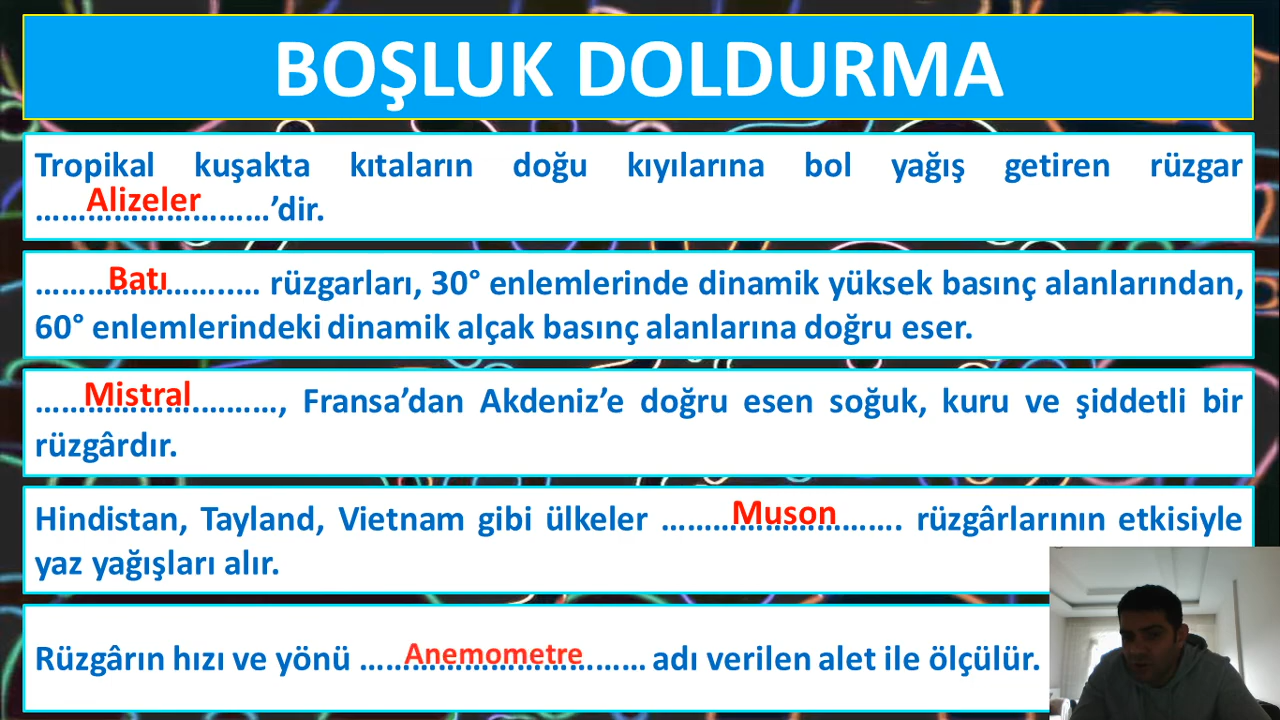 BOŞLUK DOLDURMA
Tropikal kuşakta kıtaların doğu kıyılarına bol yağış getiren rüzgar
………Alizeler………'dir.
………Batı………… rüzgarları, 30° enlemlerinde dinamik yüksek basınç alanlarından,
60° enlemlerindeki dinamik alçak basınç alanlarına doğru eser.
………Mistral………, Fransa'dan Akdeniz'e doğru esen soğuk, kuru ve şiddetli bir
rüzgârdır.
Hindistan, Tayland, Vietnam gibi ülkeler ………Muson………. rüzgârlarının etkisiyle
yaz yağışları alır.
Rüzgârın hızı ve yönü ………Anemometre……… adı verilen alet ile ölçülür.